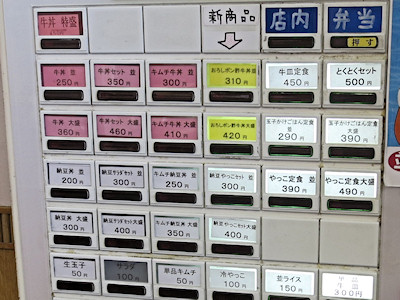 牛丼 特盛
新商品
店内
弁当
押す
牛丼 並
250円
牛丼セット 並
350円
キムチ牛丼 並
300円
おろしポン酢牛丼並
310円
牛皿定食
450円
とくとくセット
500円
牛丼 大盛
360円
牛丼セット 大盛
460円
キムチ牛丼 大盛
410円
おろしポン酢牛丼大盛
420円
玉子かけごはん定食
並
290円
玉子かけごはん定食
大盛
390円
納豆丼 並
200円
納豆丼サラダセット 並
300円
キムチ納豆丼 並
250円
納豆丼やっこセット 並
300円
やっこ定食 並
390円
やっこ定食大盛
490円
納豆丼 大盛
300円
納豆丼サラダセット大盛
400円
キムチ納豆丼 大盛
350円
納豆丼やっこセット大盛
400円
生玉子
50円
サラダ
100円
単品キムチ
50円
冷やっこ
100円
並ライス
150円
300円